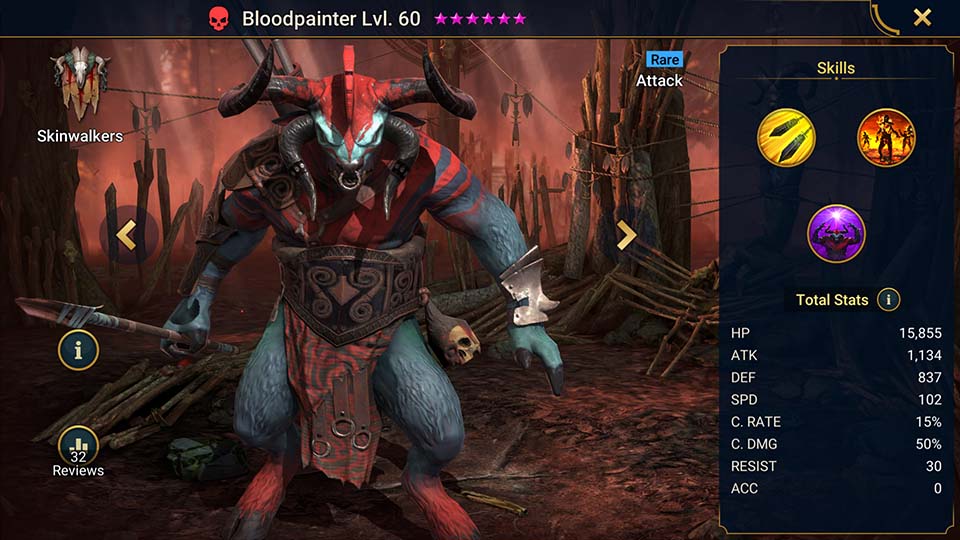 Bloodpainter Lvl. 60
Skinwalkers
Rare
Attack
32
Reviews
Skills
Total Stats
HP 15,855
ATK 1,134
DEF 837
SPD 102
C. RATE 15%
C. DMG 50%
RESIST 30
ACC 0